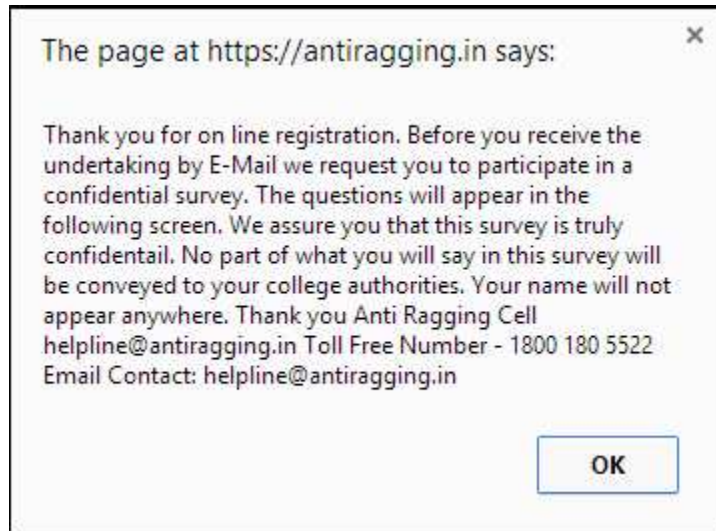 The page at https://antiragging.in says:
Thank you for on line registration. Before you receive the
undertaking by E-Mail we request you to participate in a
confidential survey. The questions will appear in the
following screen. We assure you that this survey is truly
confidentail. No part of what you will say in this survey will
be conveyed to your college authorities. Your name will not
appear anywhere. Thank you Anti Ragging Cell
helpline@antiragging.in Toll Free Number - 1800 180 5522
Email Contact: helpline@antiragging.in
OK